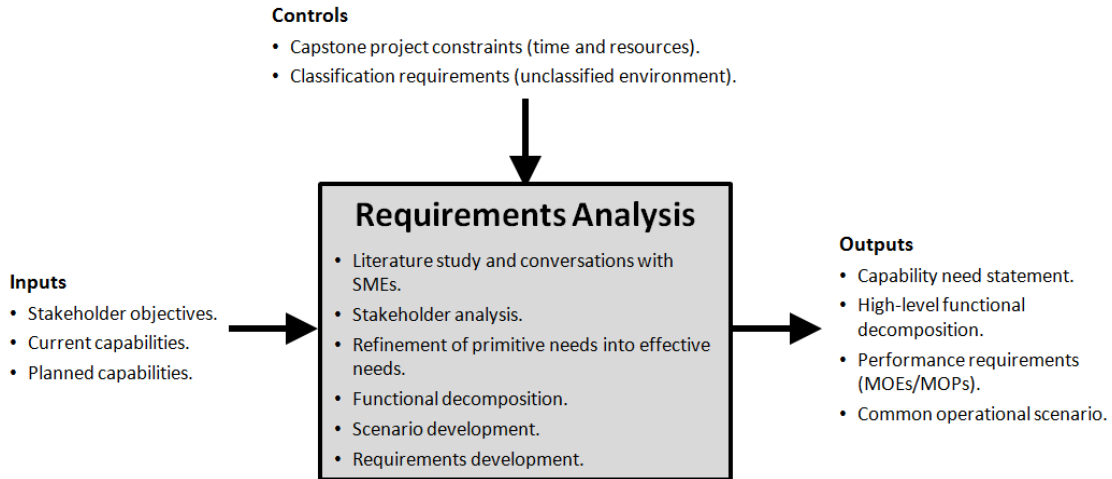 Controls
• Capstone project constraints (time and resources).
• Classification requirements (unclassified environment).
Requirements Analysis
• Literature study and conversations with
SMEs.
• Stakeholder analysis.
• Refinement of primitive needs into effective
needs.
• Functional decomposition.
• Scenario development.
• Requirements development.
Inputs
• Stakeholder objectives.
• Current capabilities.
• Planned capabilities.
Outputs
• Capability need statement.
• High-level functional
decomposition.
• Performance requirements
(MOEs/MOPs).
• Common operational scenario.